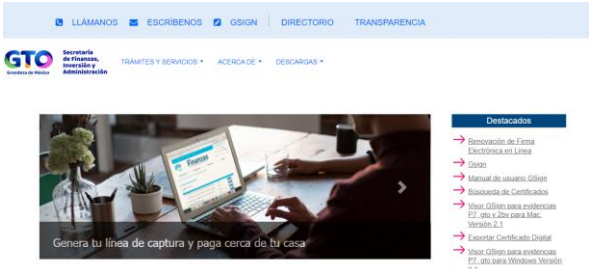 LLÁMANOS ESCRÍBENOS GSIGN DIRECTORIO TRANSPARENCIA
GTO
Grandeza de México
Secretaría
de Finanzas,
Inversión y
Administración
TRÁMITES Y SERVICIOS ACERCA DE DESCARGAS
Finanzas
Genera tu línea de captura y paga cerca de tu casa
Destacados
Renovación de Firma
Electrónica en Línea
Gsign
Manual de usuario GSign
Búsqueda de Certificados
Visor GSign para evidencias
P7, gto y 2bv para Mac.
Versión 2.1
Exportar Certificado Digital
Visor GSign para evidencias
P7, gto para Windows Versión